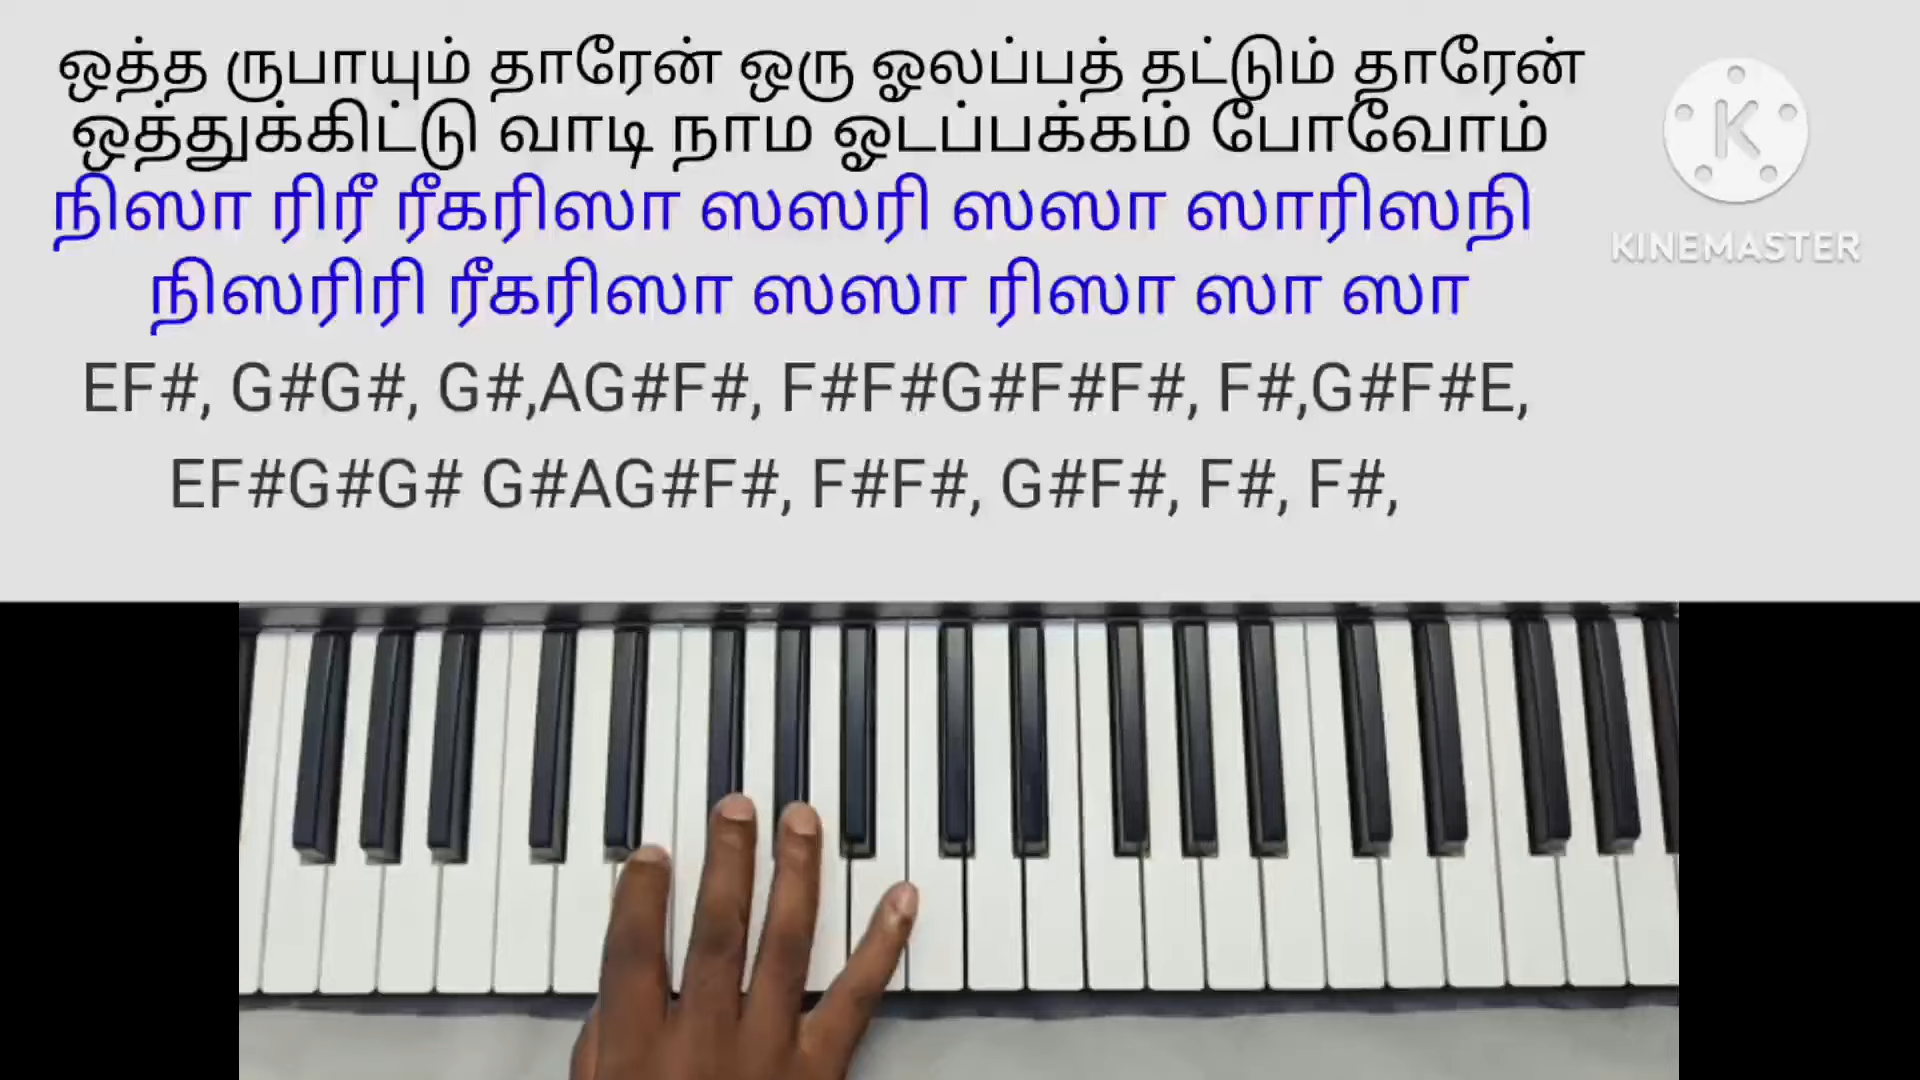 ஒத்த ருபாயும் தாரேன் ஒரு ஓலப்பத் தட்டும் தாரேன்
ஒத்துக்கிட்டு வாடி நாம ஓடப்பக்கம் போவோம்
நிஸா ரிரீ ரீகரிஸா ஸஸரி ஸஸா ஸாரிஸநி
நிஸரிரி ரீகரிஸா ஸஸா ரிஸா ஸா ஸா
EF#, G#G#, G#,AG#F#, F#F#G#F#F#, F#,G#F#E,
EF#G#G# G#AG#F#, F#F#, G#F#, F#, F#,
K
KINEMASTER